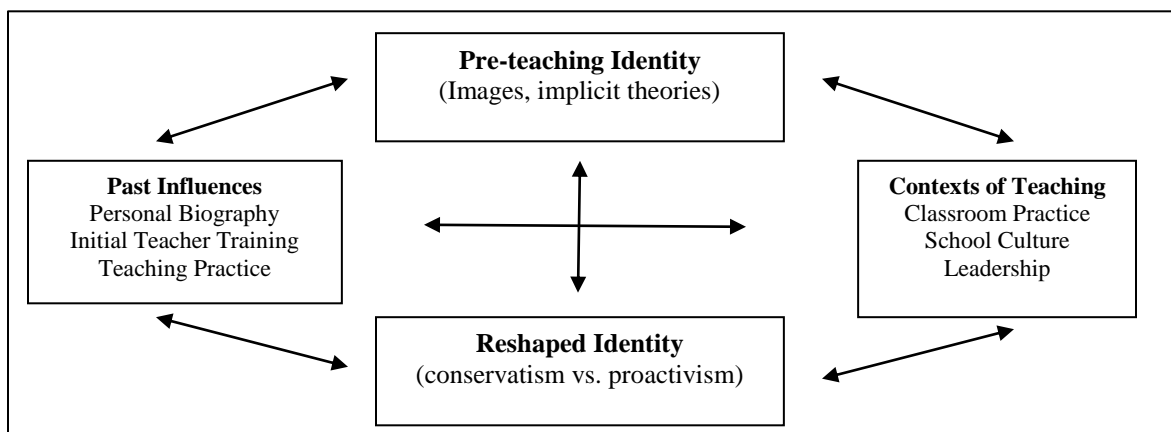 Pre-teaching Identity
(Images, implicit theories)
Past Influences
Personal Biography
Initial Teacher Training
Teaching Practice
Contexts of Teaching
Classroom Practice
School Culture
Leadership
Reshaped Identity
(conservatism vs. proactivism)